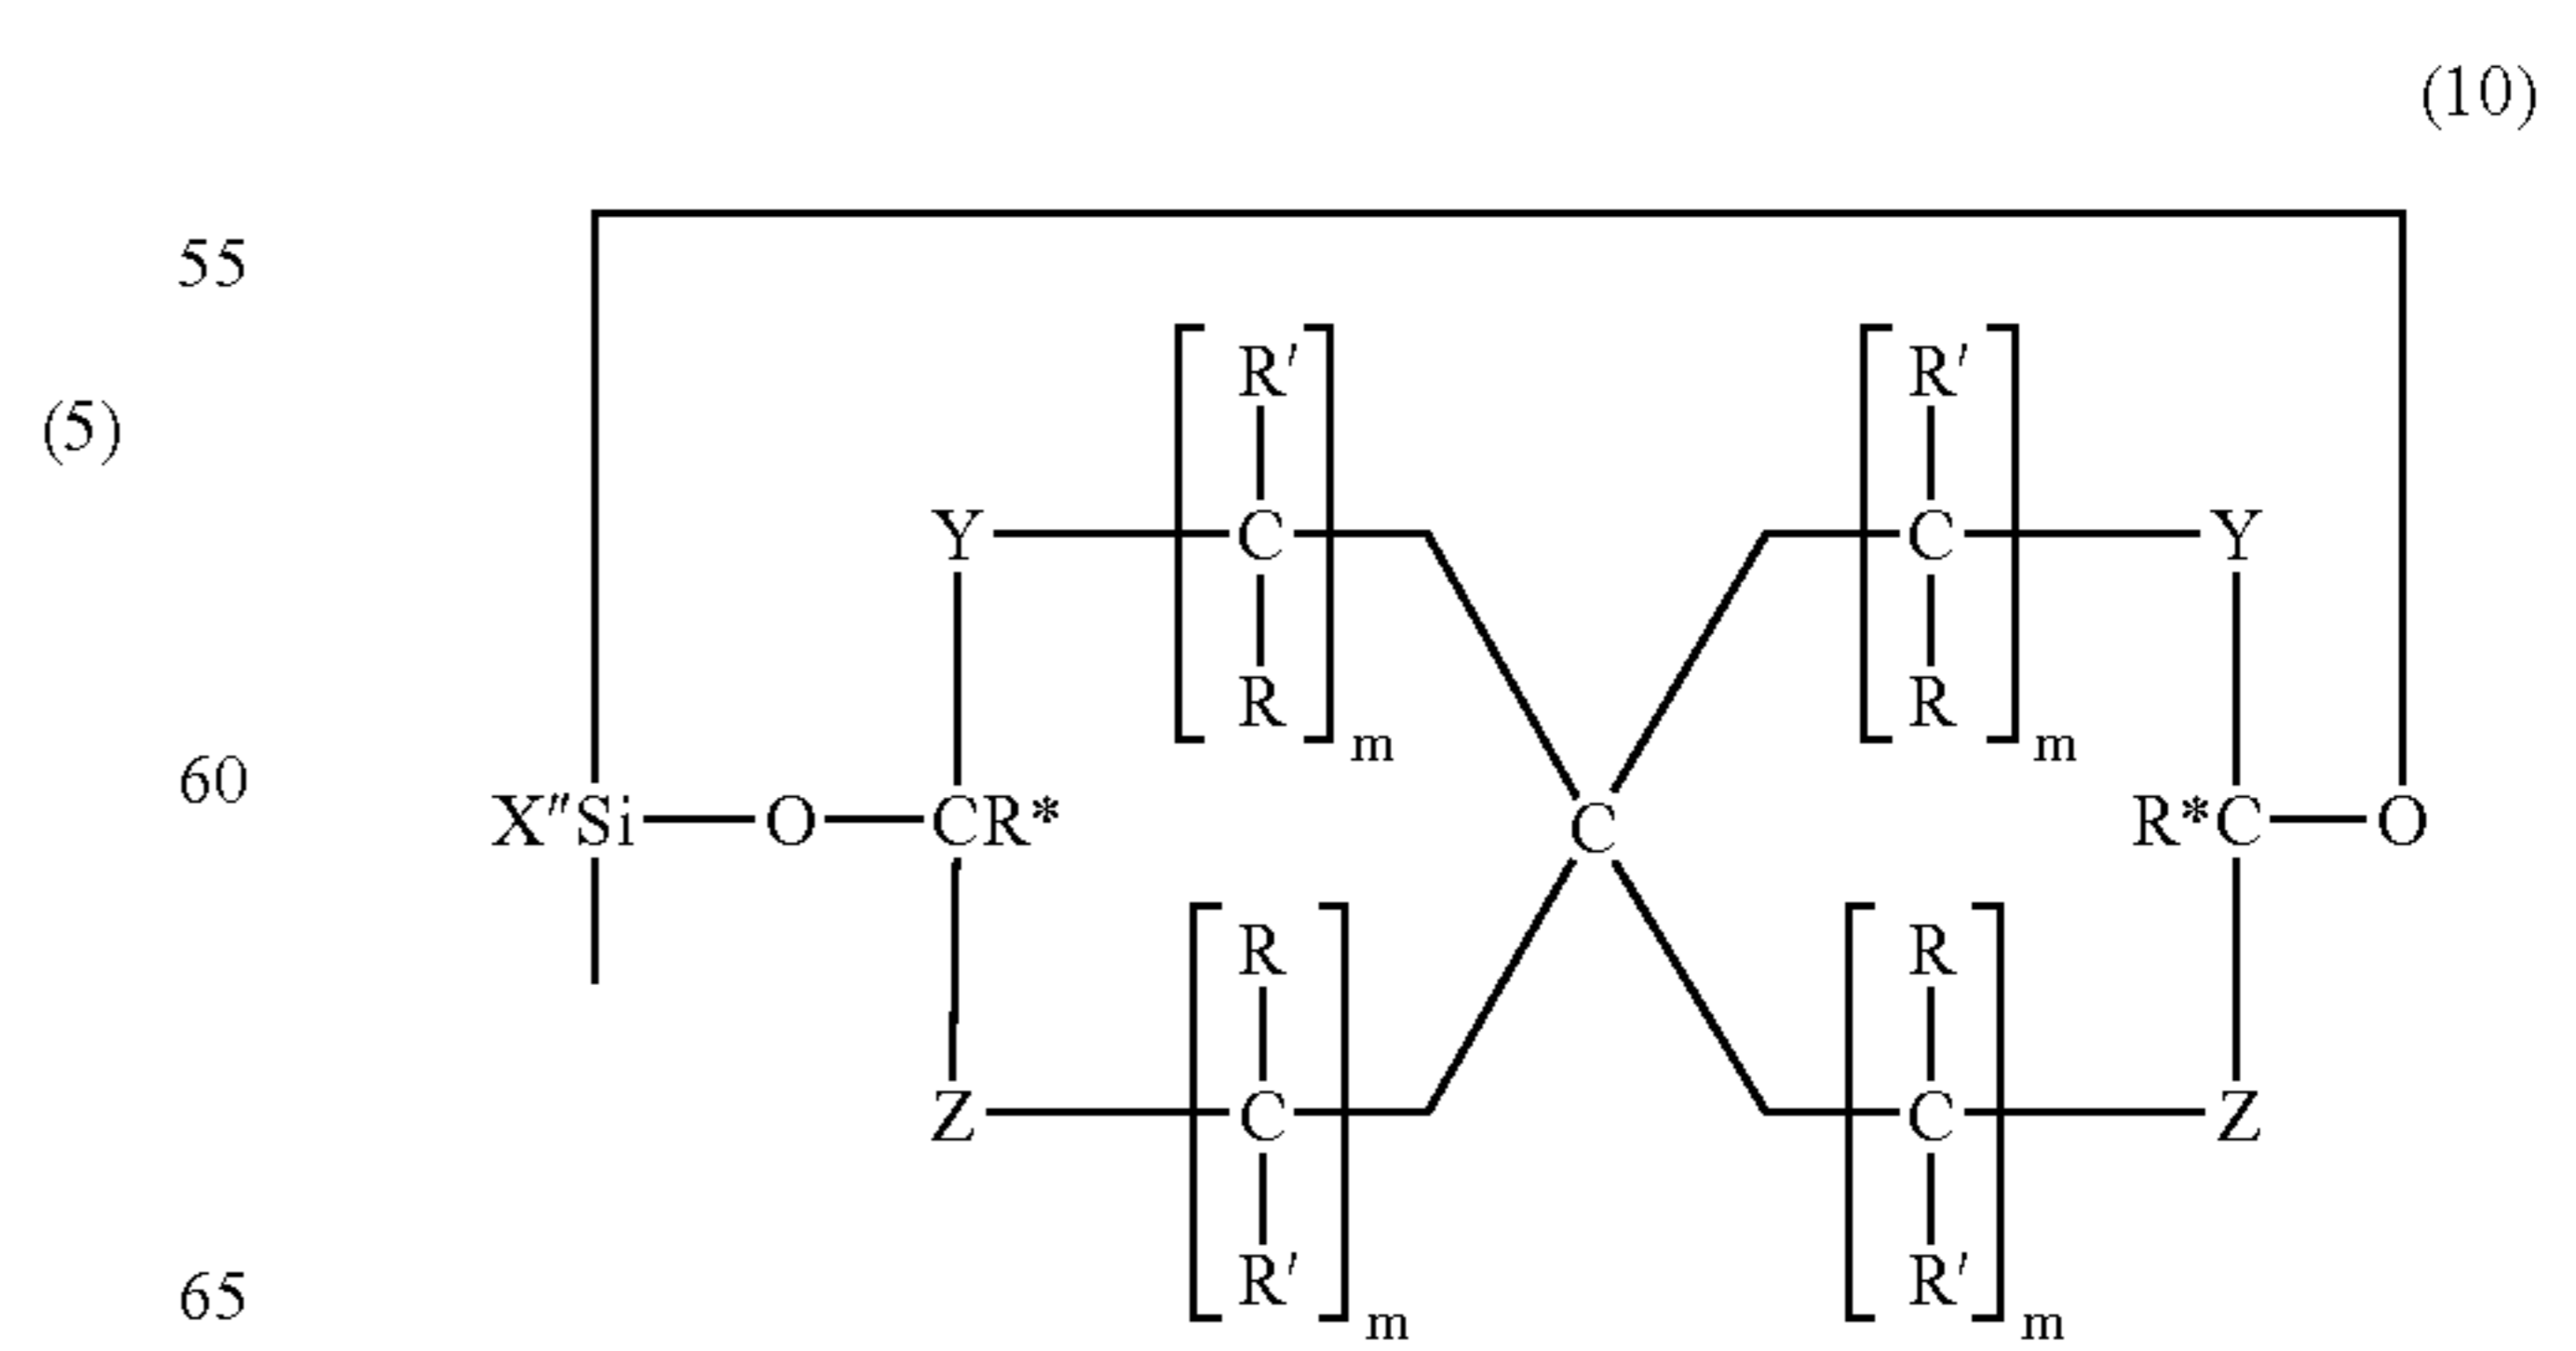 (10)
55
R' R'
(5)
Y C C Y
R R
m m
60
X"Si O CR* C R*C O
R R
Z C C Z
R' R'
65
m m